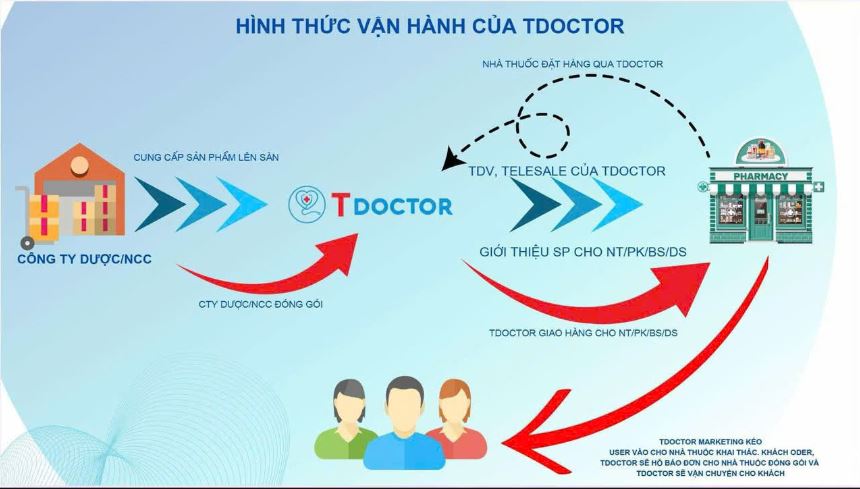 HÌNH THỨC VẬN HÀNH CỦA TDOCTOR
NHÀ THUỐC ĐẶT HÀNG QUA TDOCTOR
CUNG CẤP SẢN PHẨM LÊN SÀN
TDV, TELESALE CỦA TDOCTOR
PHARMACY
TDOCTOR
CÔNG TY DƯỢC/NCC
GIỚI THIỆU SP CHO NT/PK/BS/DS
CTY DƯỢC/NCC ĐÓNG GÓI
TDOCTOR GIAO HÀNG CHO NT/PK/BS/DS
TDOCTOR MARKETING KÉO
USER VÀO CHO NHÀ THUỘC KHAI THÁC. KHÁCH ODER,
TDOCTOR SẼ HÔ BÁO ĐƠN CHO NHÀ THUỘC ĐÓNG GÓI VÀ
TDOCTOR SẼ VẬN CHUYỂN CHO KHÁCH